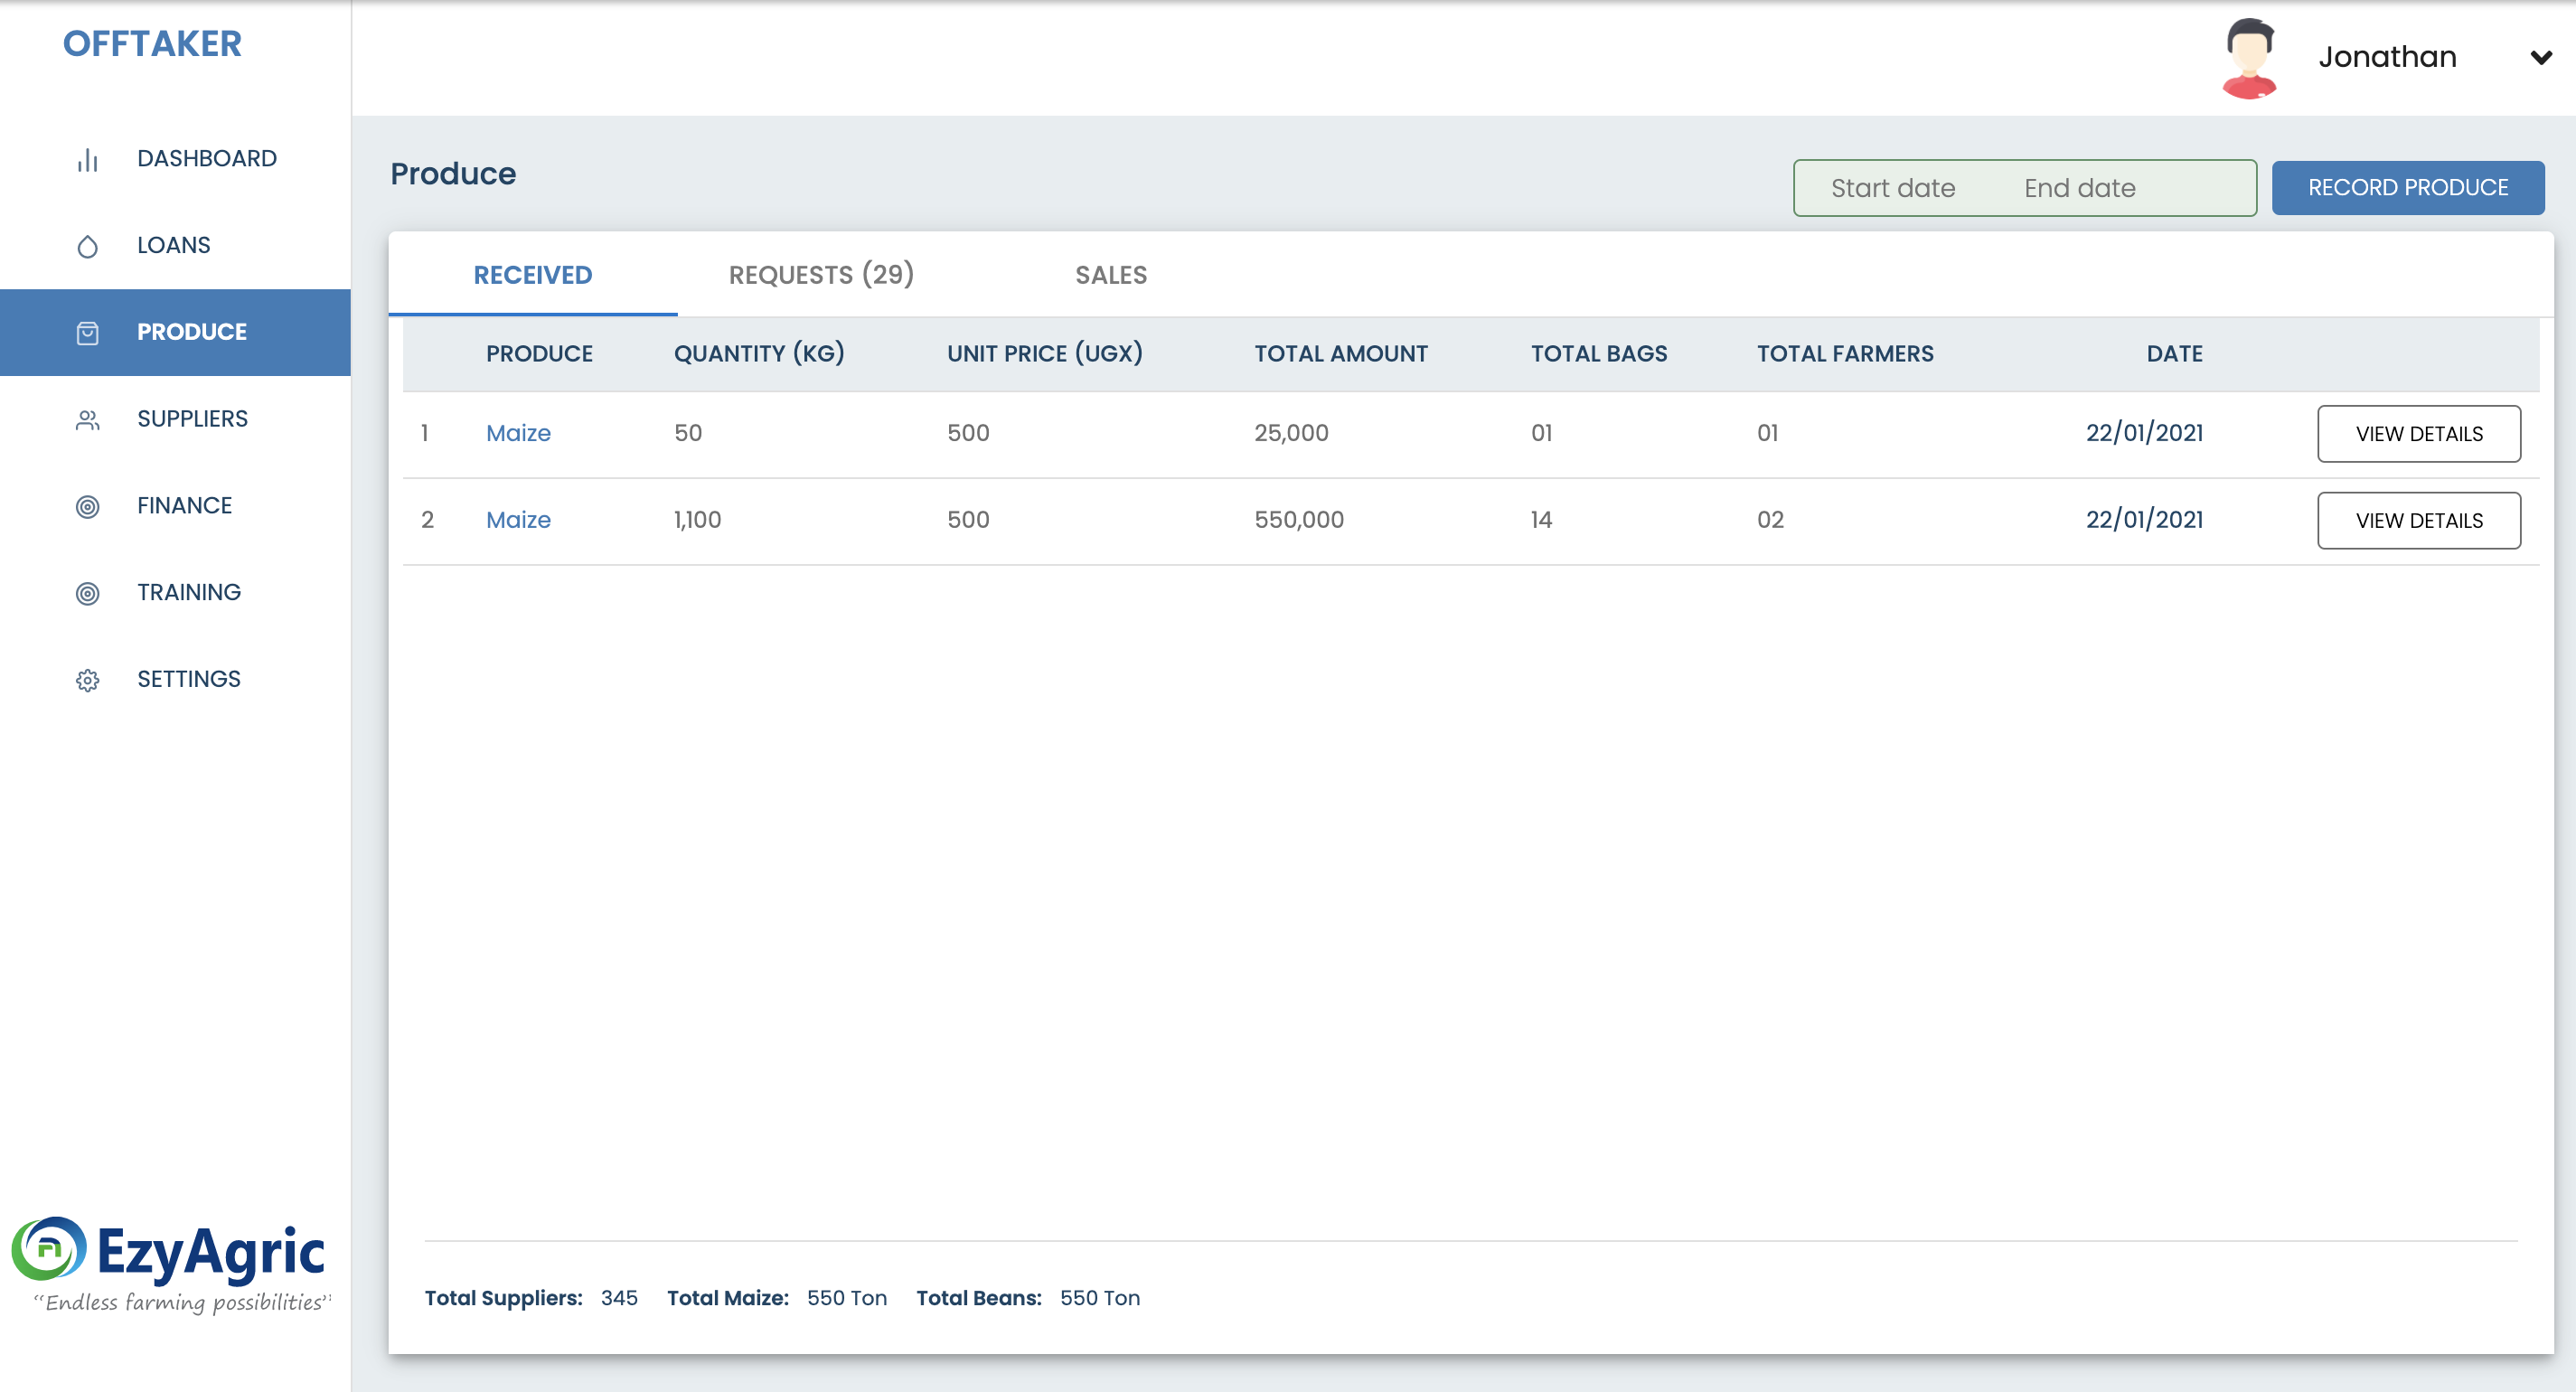 OFFTAKER
Jonathan
DASHBOARD
LOANS
PRODUCE
SUPPLIERS
FINANCE
TRAINING
SETTINGS
EzyAgric
“Endless farming possibilities”
Produce
Start date End date
RECORD PRODUCE
RECEIVED REQUESTS (29) SALES
PRODUCE QUANTITY (KG) UNIT PRICE (UGX) TOTAL AMOUNT TOTAL BAGS TOTAL FARMERS DATE
1 Maize 50 500 25,000 01 01 22/01/2021 VIEW DETAILS
2 Maize 1,100 500 550,000 14 02 22/01/2021 VIEW DETAILS
Total Suppliers: 345 Total Maize: 550 Ton Total Beans: 550 Ton